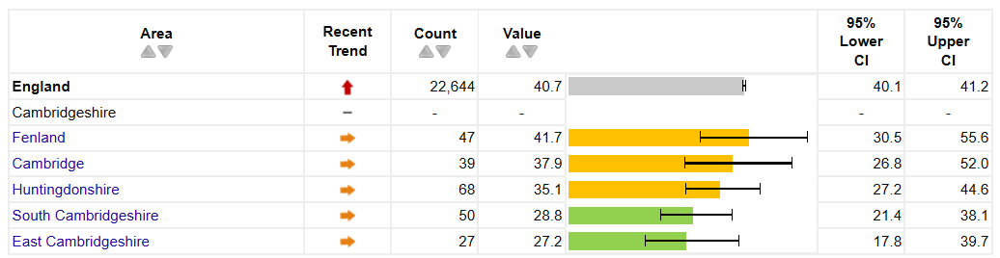 Area Recent Trend Count Value 95% Lower CI 95% Upper CI
England 22,644 40.7 40.1 41.2
Cambridgeshire - - - -
Fenland 47 41.7 30.5 55.6
Cambridge 39 37.9 26.8 52.0
Huntingdonshire 68 35.1 27.2 44.6
South Cambridgeshire 50 28.8 21.4 38.1
East Cambridgeshire 27 27.2 17.8 39.7